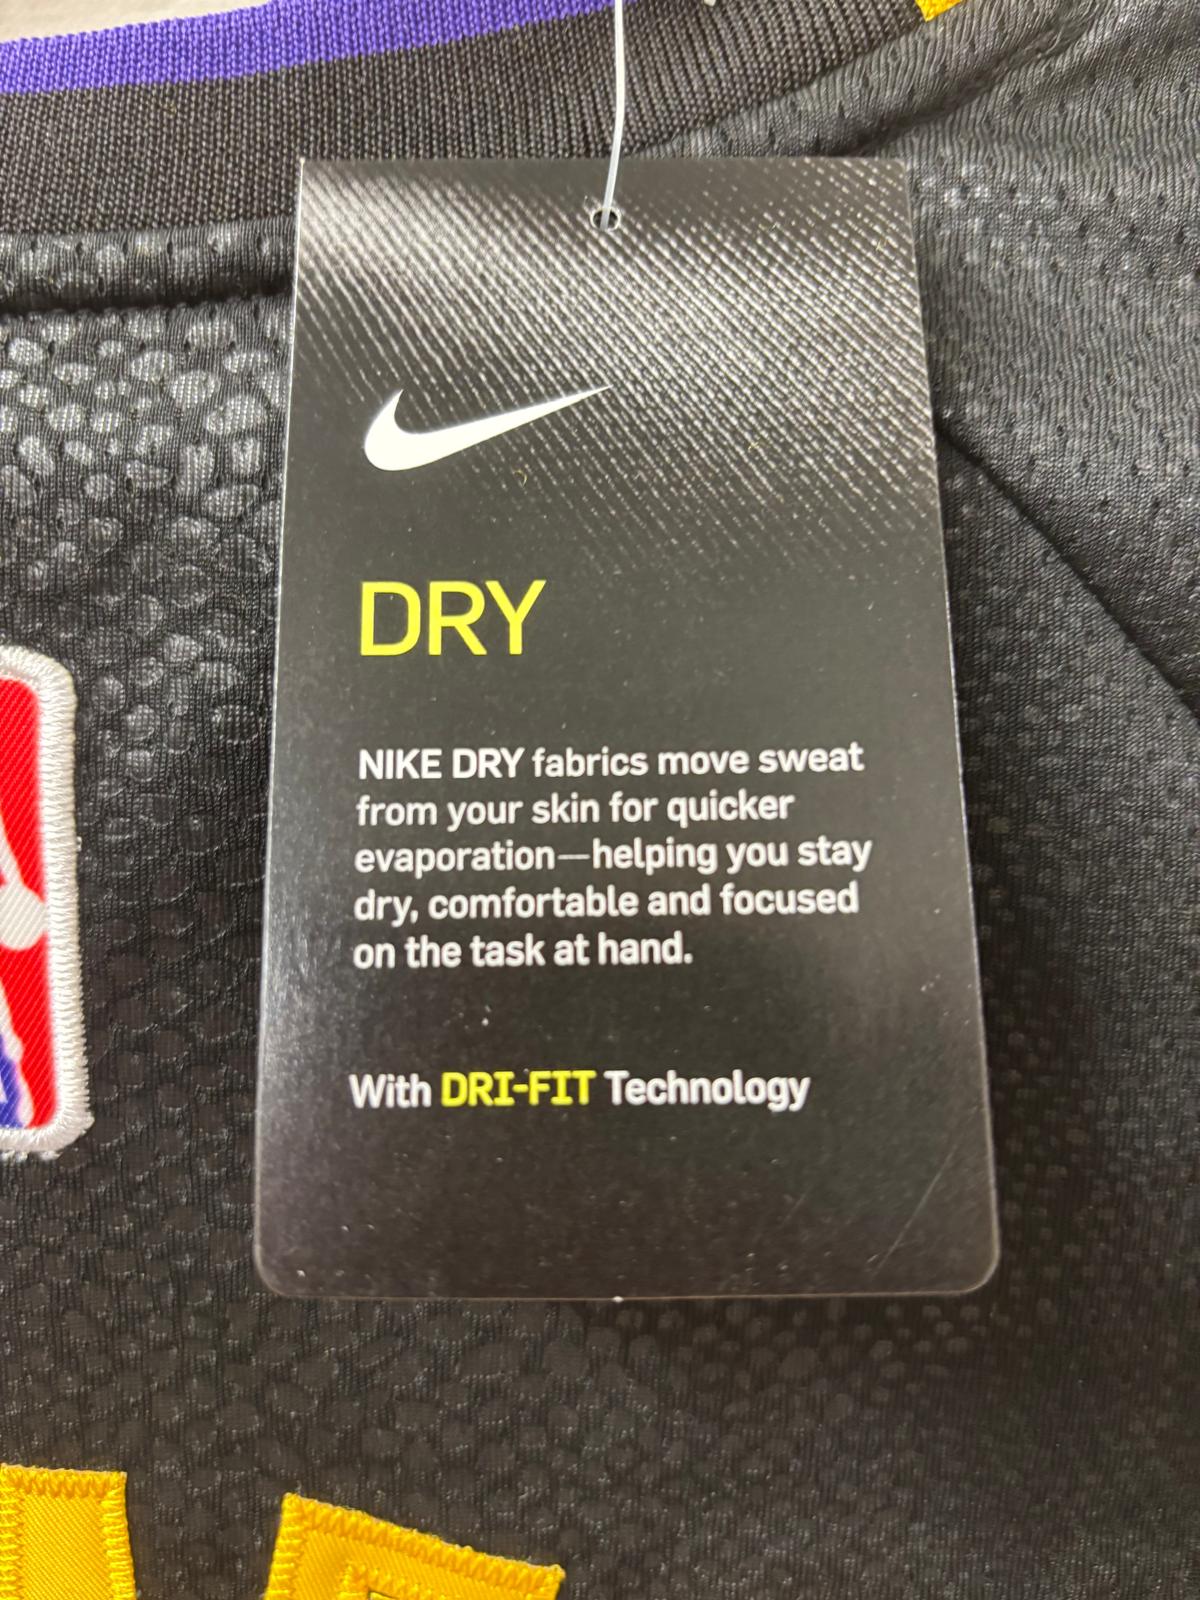 DRY
NIKE DRY fabrics move sweat
from your skin for quicker
evaporation—helping you stay
dry, comfortable and focused
on the task at hand.
With DRI-FIT Technology